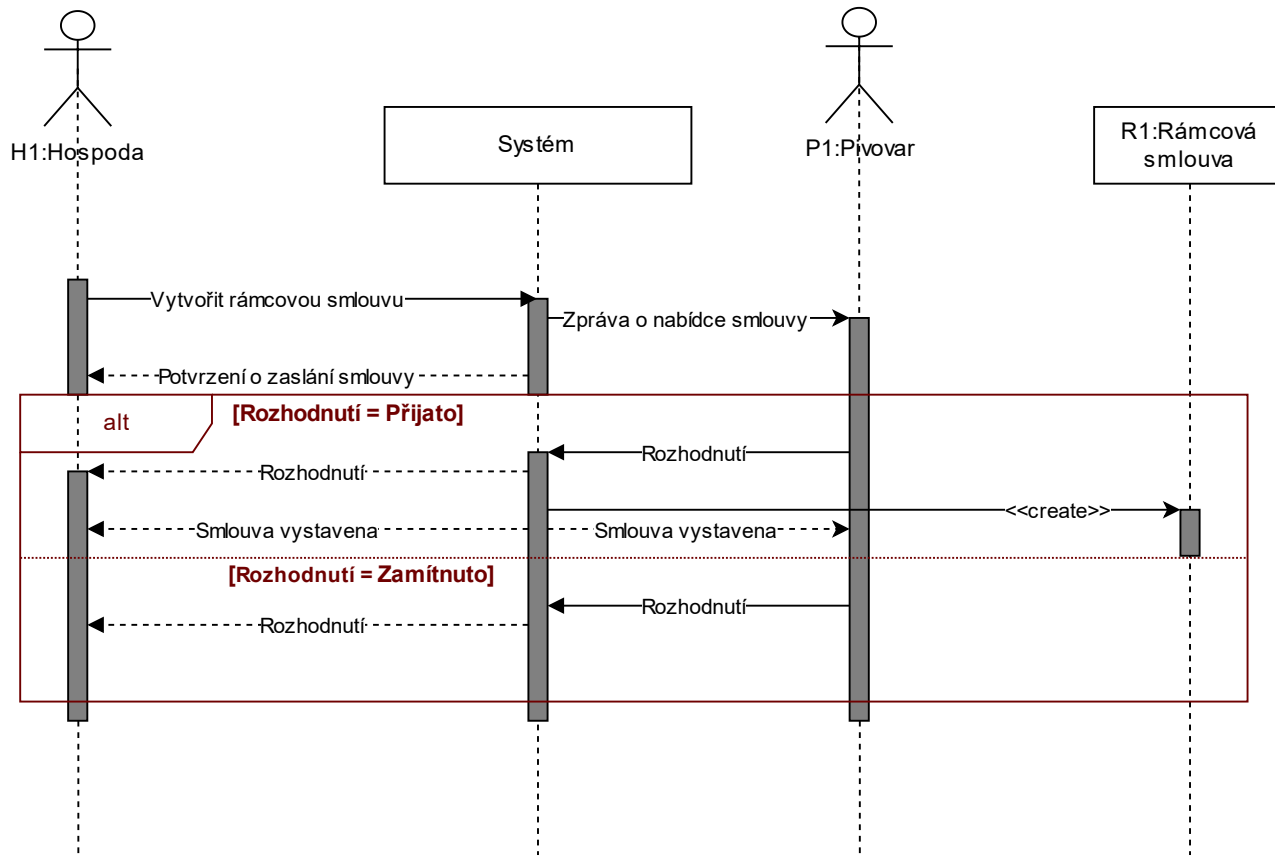 H1:Hospoda
Systém
P1:Pivovar
R1:Rámcová
smlouva
Vytvořit rámcovou smlouvu
Zpráva o nabídce smlouvy
Potvrzení o zaslání smlouvy
alt
[Rozhodnutí = Přijato]
Rozhodnutí
Rozhodnutí
<<create>>
Smlouva vystavena
Smlouva vystavena
[Rozhodnutí = Zamítnuto]
Rozhodnutí
Rozhodnutí